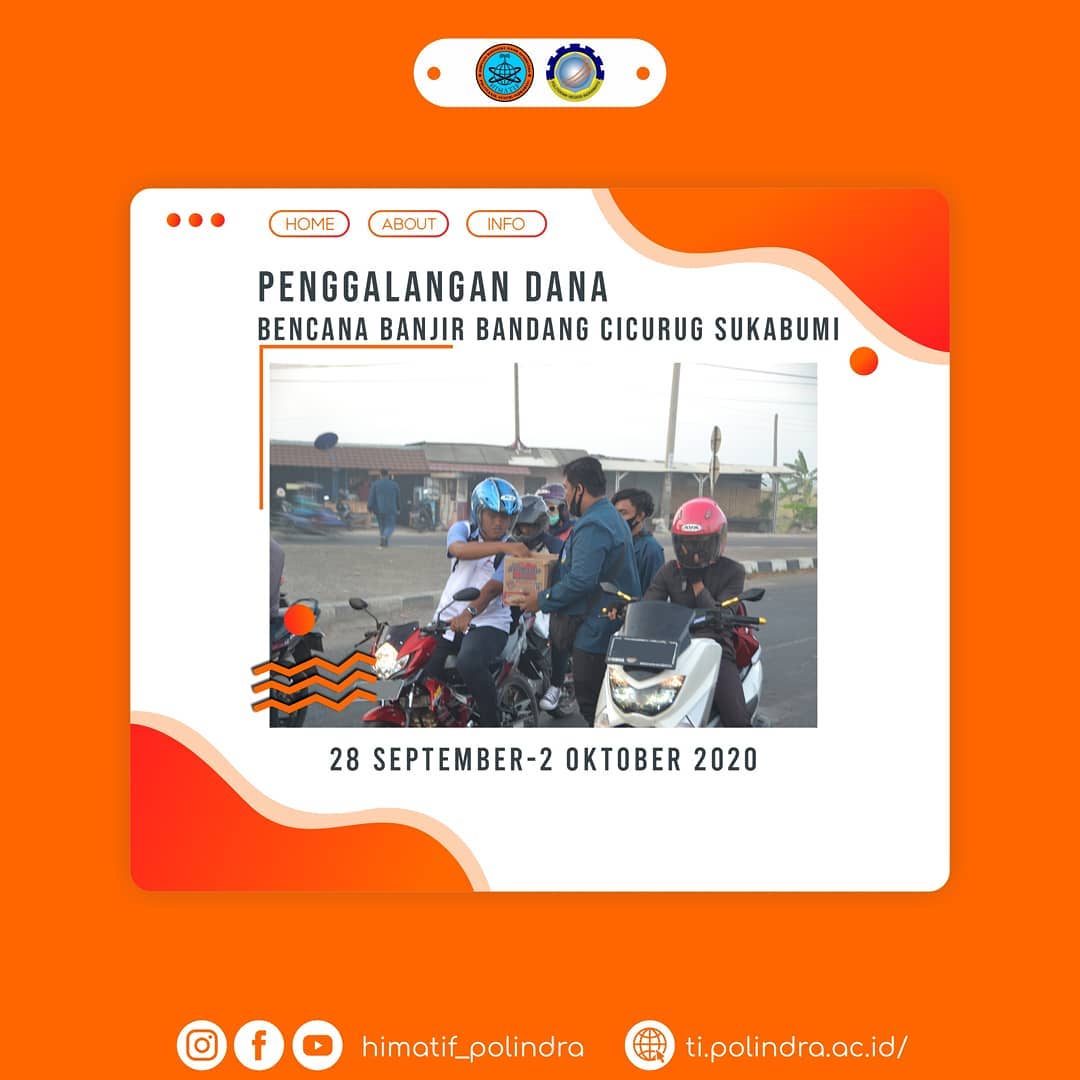 HIMATIF
HOME
ABOUT
INFO
PENGGALANGAN DANA
BENCANA BANJIR BANDANG CICURUG SUKABUMI
28 SEPTEMBER-2 OKTOBER 2020
himatif_polindra
ti.polindra.ac.id/